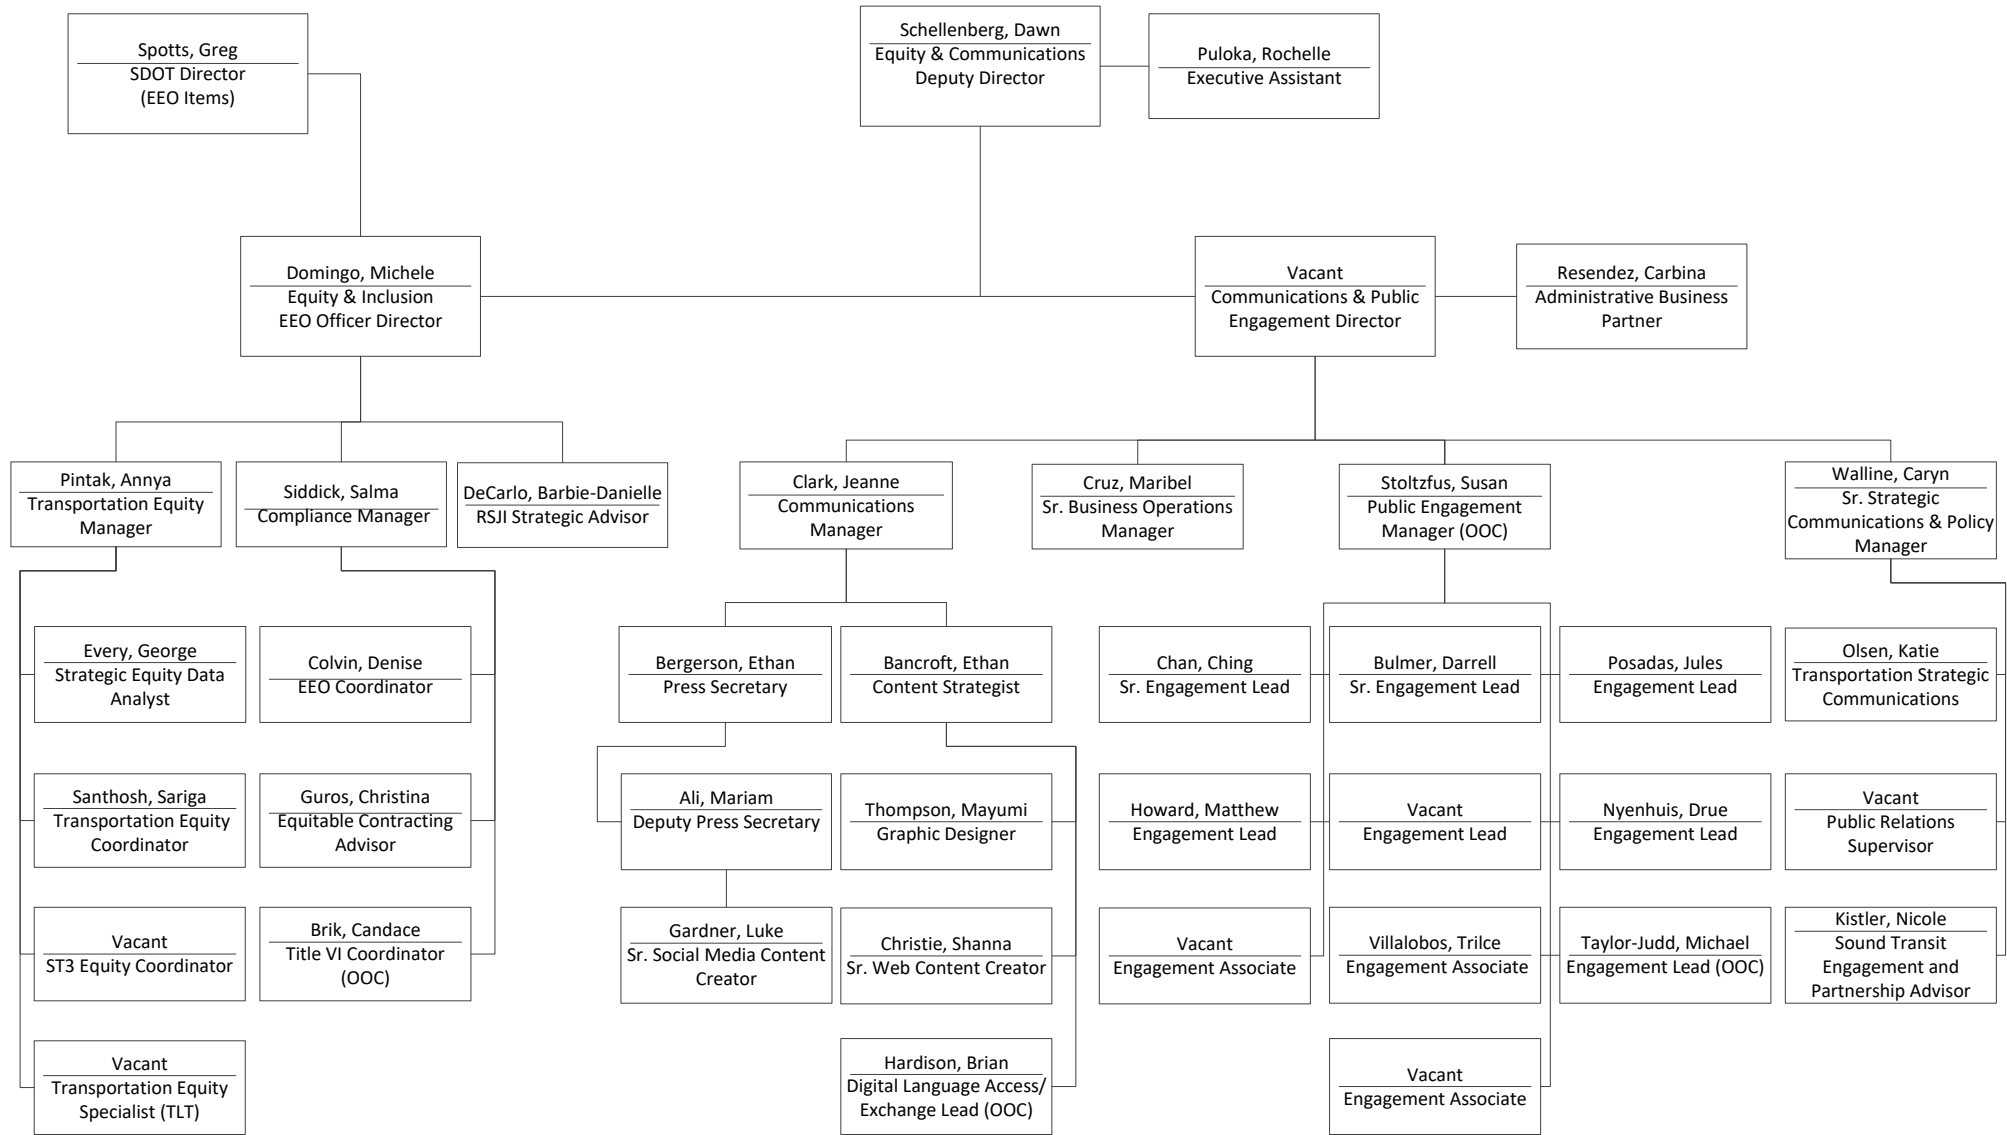 Spotts, Greg
SDOT Director
(EEO Items)
Schellenberg, Dawn
Equity & Communications
Deputy Director
Puloka, Rochelle
Executive Assistant
Domingo, Michele
Equity & Inclusion
EEO Officer Director
Vacant
Communications & Public
Engagement Director
Resendez, Carbina
Administrative Business
Partner
Pintak, Annya
Transportation Equity
Manager
Siddick, Salma
Compliance Manager
DeCarlo, Barbie-Danielle
RSJI Strategic Advisor
Clark, Jeanne
Communications
Manager
Cruz, Maribel
Sr. Business Operations
Manager
Stoltzfus, Susan
Public Engagement
Manager (OOC)
Walline, Caryn
Sr. Strategic
Communications & Policy
Manager
Every, George
Strategic Equity Data
Analyst
Colvin, Denise
EEO Coordinator
Bergerson, Ethan
Press Secretary
Bancroft, Ethan
Content Strategist
Chan, Ching
Sr. Engagement Lead
Bulmer, Darrell
Sr. Engagement Lead
Posadas, Jules
Engagement Lead
Olsen, Katie
Transportation Strategic
Communications
Santhosh, Sariga
Transportation Equity
Coordinator
Guros, Christina
Equitable Contracting
Advisor
Ali, Mariam
Deputy Press Secretary
Thompson, Mayumi
Graphic Designer
Howard, Matthew
Engagement Lead
Vacant
Engagement Lead
Nyenhuis, Drue
Engagement Lead
Vacant
Public Relations
Supervisor
Vacant
ST3 Equity Coordinator
Brik, Candace
Title VI Coordinator
(OOC)
Gardner, Luke
Sr. Social Media Content
Creator
Christie, Shanna
Sr. Web Content Creator
Vacant
Engagement Associate
Villalobos, Trilce
Engagement Associate
Taylor-Judd, Michael
Engagement Lead (OOC)
Kistler, Nicole
Sound Transit
Engagement and
Partnership Advisor
Vacant
Transportation Equity
Specialist (TLT)
Hardison, Brian
Digital Language Access/
Exchange Lead (OOC)
Vacant
Engagement Associate